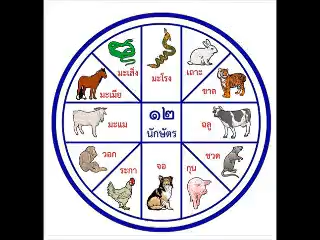 มะเส็ง
มะโรง
เถาะ
มะเมีย
ขาล
๑๒
นักษัตร
มะแม
ฉลู
วอก
ระกา
จอ
กุน
ชวด